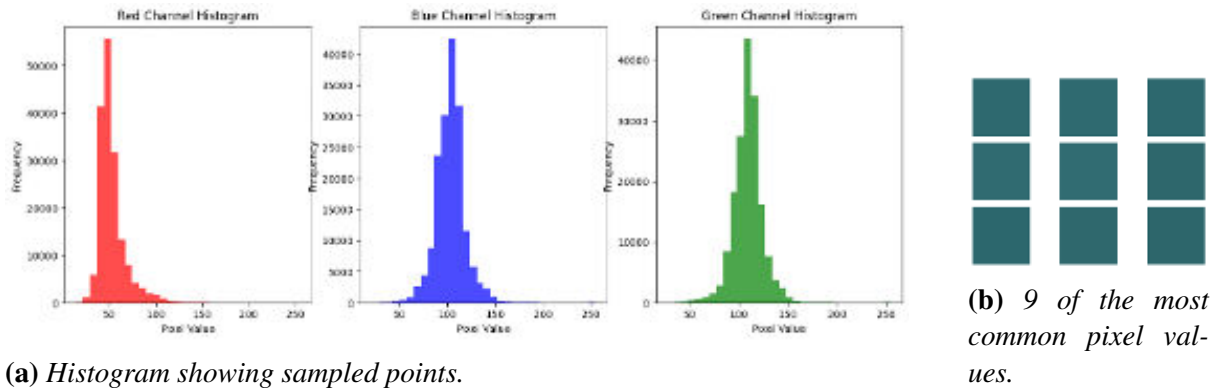 Red Channel Histogram
50000
40000
30000
20000
10000
0
50
100
150
200
250
Frequency
Pixel Value
Blue Channel Histogram
40000
35000
30000
25000
20000
15000
10000
5000
0
50
100
150
200
250
Frequency
Pixel Value
Green Channel Histogram
40000
30000
20000
10000
0
50
100
150
200
250
Frequency
Pixel Value
(a) Histogram showing sampled points.
(b) 9 of the most
common pixel val-
ues.